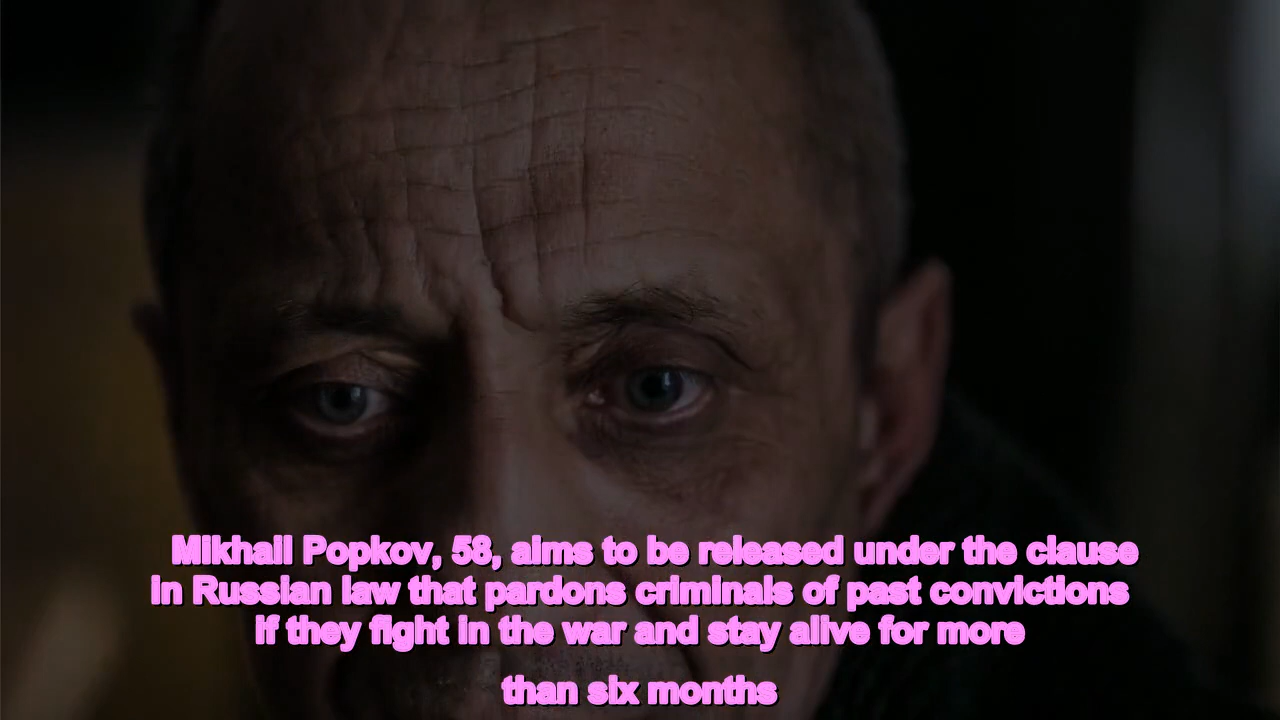 Mikhail Popkov, 58, aims to be released under the clause
in Russian law that pardons criminals of past convictions
if they fight in the war and stay alive for more
than six months